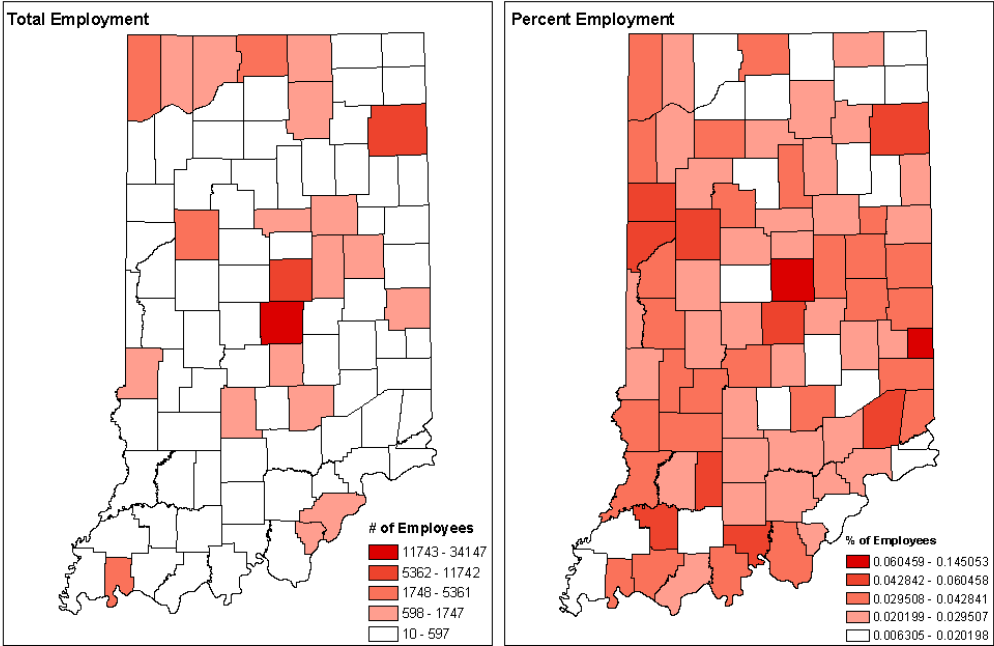 Total Employment
# of Employees
11743 - 34147
5362 - 11742
1748 - 5361
598 - 1747
10 - 597
Percent Employment
% of Employees
0.060459 - 0.145053
0.042842 - 0.060458
0.029508 - 0.042841
0.020199 - 0.029507
0.006305 - 0.020198